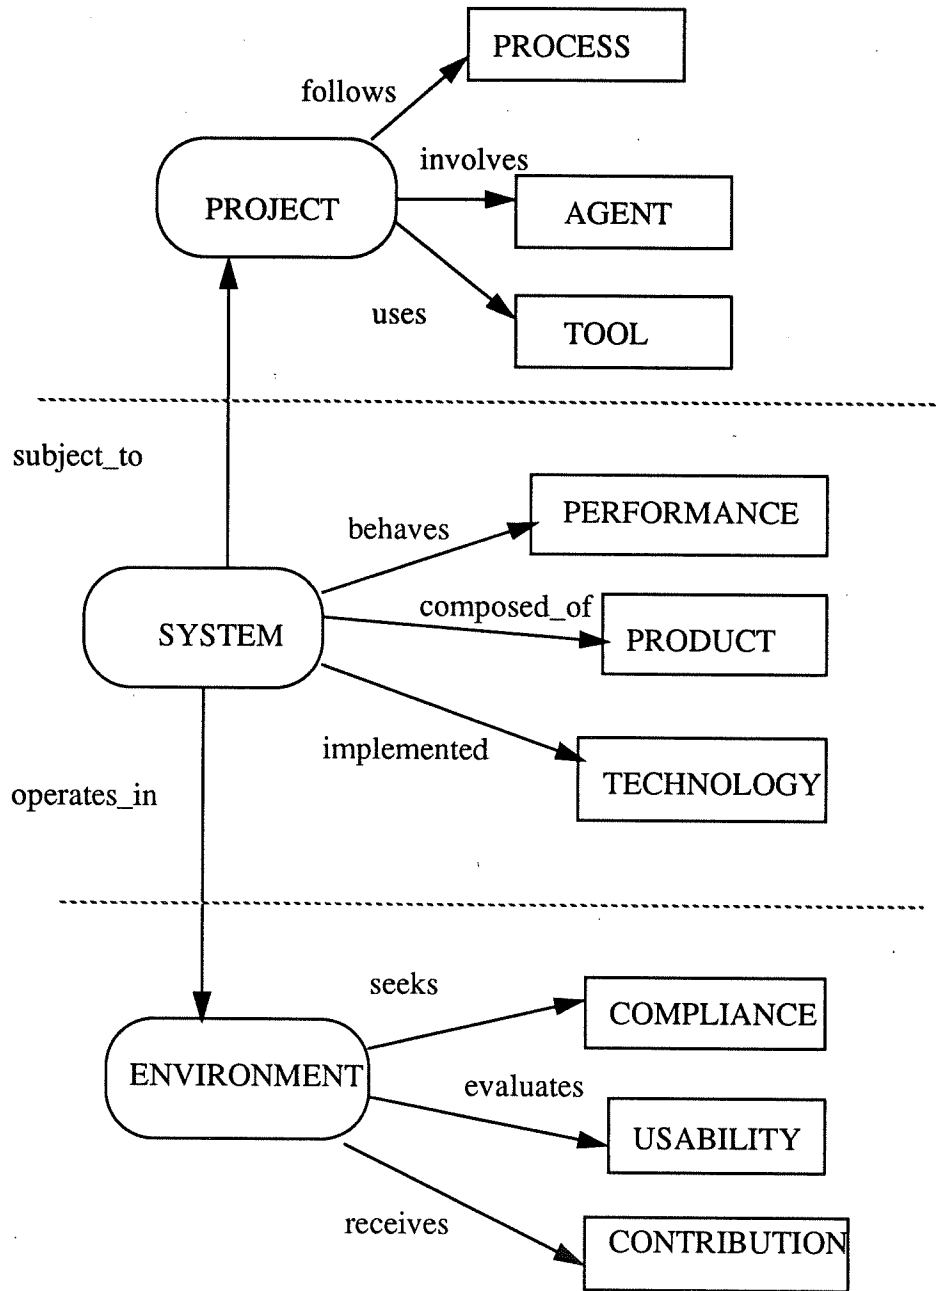 PROCESS
follows
involves
PROJECT
AGENT
uses
TOOL
subject_to
PERFORMANCE
behaves
composed_of
SYSTEM
PRODUCT
implemented
TECHNOLOGY
operates_in
seeks
COMPLIANCE
ENVIRONMENT
evaluates
USABILITY
receives
CONTRIBUTION